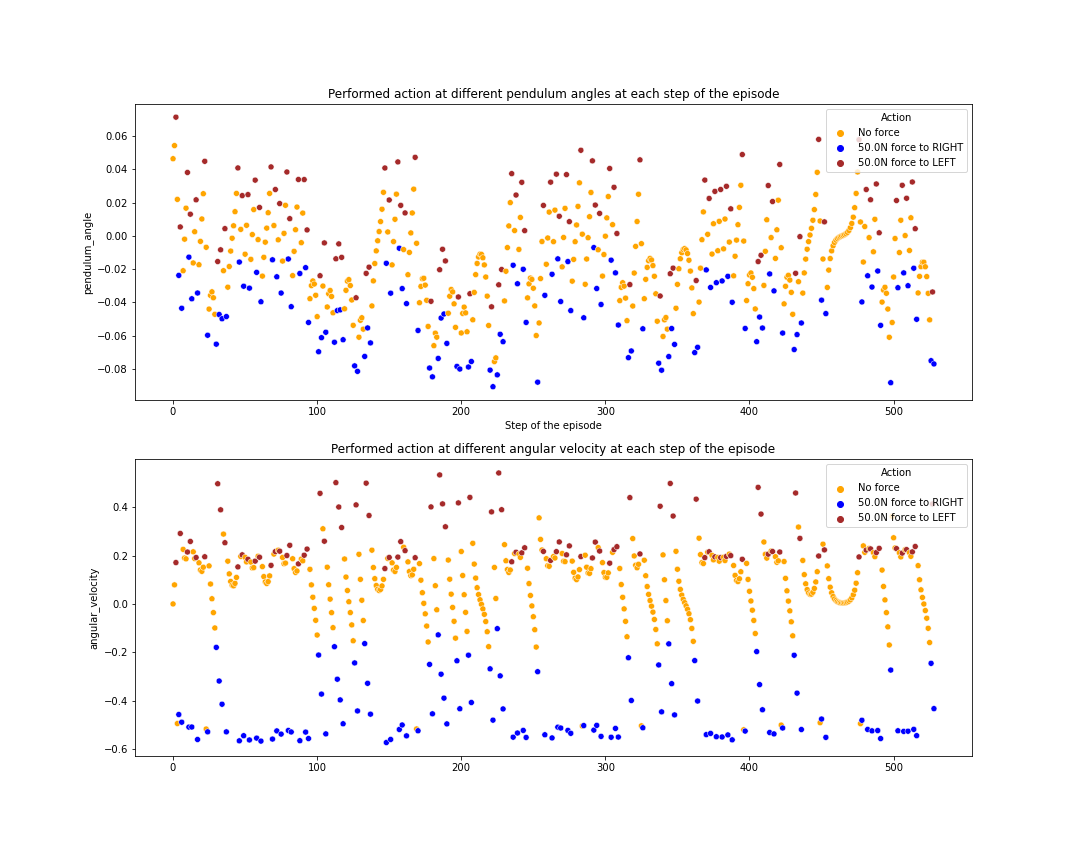 Performed action at different pendulum angles at each step of the episode
pendulum_angle
0.06
0.04
0.02
0.00
−0.02
−0.04
−0.06
−0.08
Action
No force
50.0N force to RIGHT
50.0N force to LEFT
0
100
200
300
400
500
Step of the episode
Performed action at different angular velocity at each step of the episode
angular_velocity
0.4
0.2
0.0
−0.2
−0.4
−0.6
Action
No force
50.0N force to RIGHT
50.0N force to LEFT
0
100
200
300
400
500